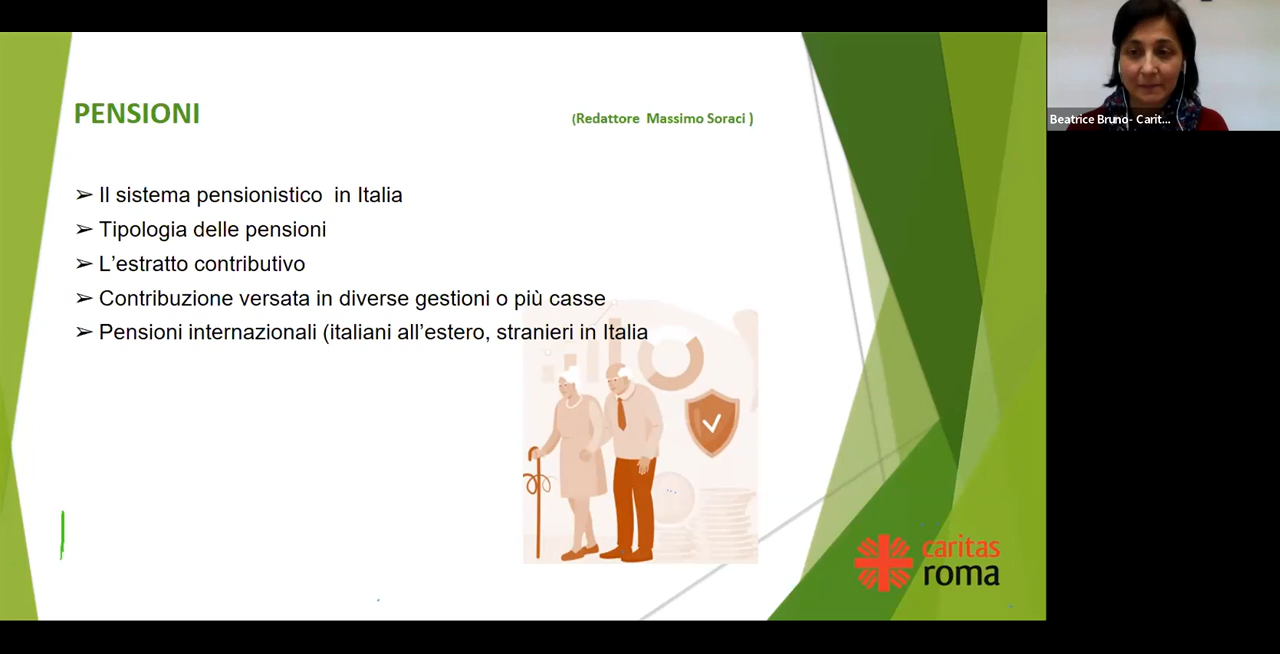 PENSIONI
(Redattore Massimo Soraci )
➢ Il sistema pensionistico in Italia
➢ Tipologia delle pensioni
➢ L’estratto contributivo
➢ Contribuzione versata in diverse gestioni o più casse
➢ Pensioni internazionali (italiani all’estero, stranieri in Italia
caritas
roma
Beatrice Bruno- Carit...